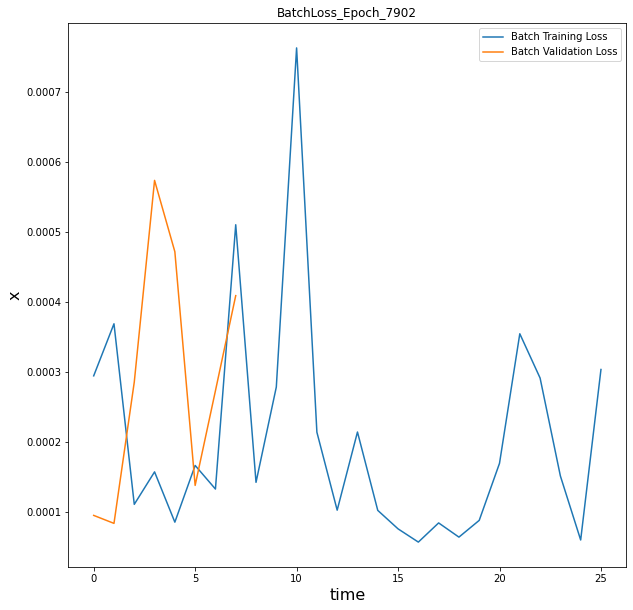 BatchLoss_Epoch_7902
Batch Training Loss
Batch Validation Loss
0.0007
0.0006
0.0005
0.0004
0.0003
0.0002
0.0001
x
0 5 10 15 20 25
time